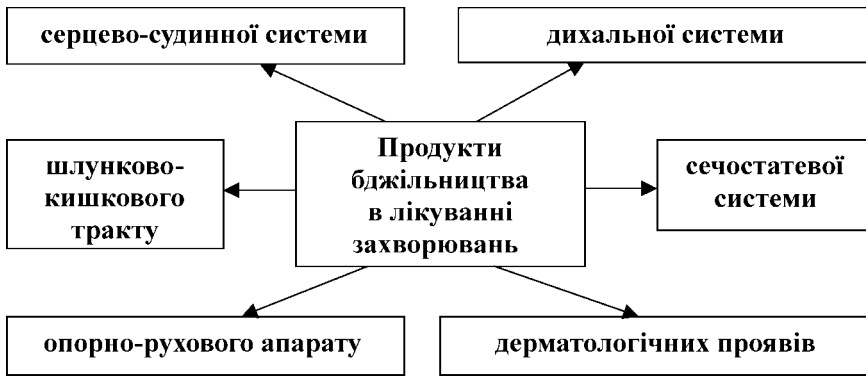 серцево-судинної системи
дихальної системи
шлунково-
кишкового
тракту
Продукти
бджільництва
в лікуванні
захворювань
сечостатевої
системи
опорно-рухового апарату
дерматологічних проявів